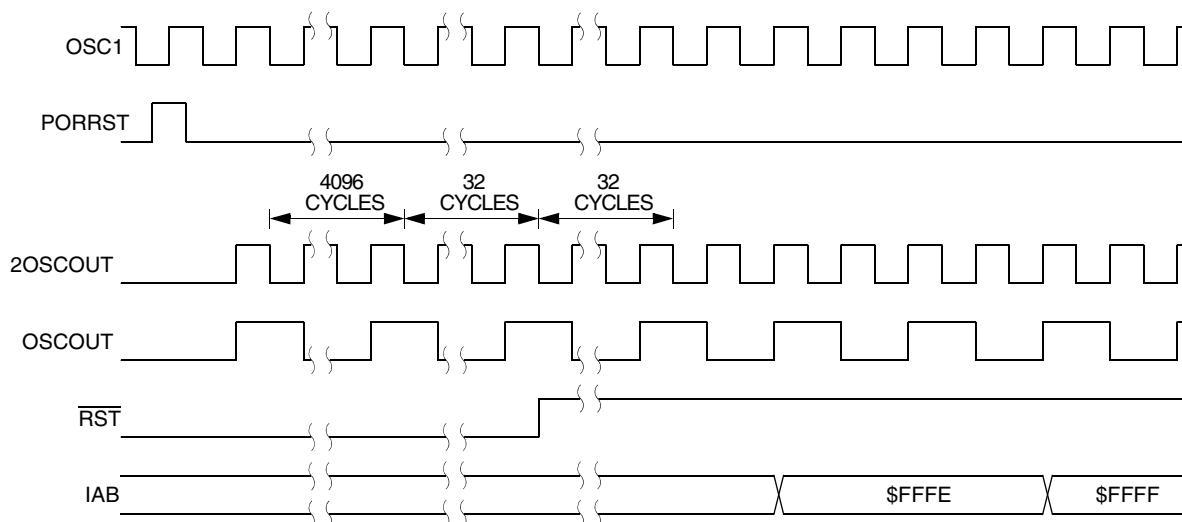 OSC1
PORRST
4096
CYCLES
32
CYCLES
32
CYCLES
2OSCOUT
OSCOUT
RST
IAB
$FFFE
$FFFF